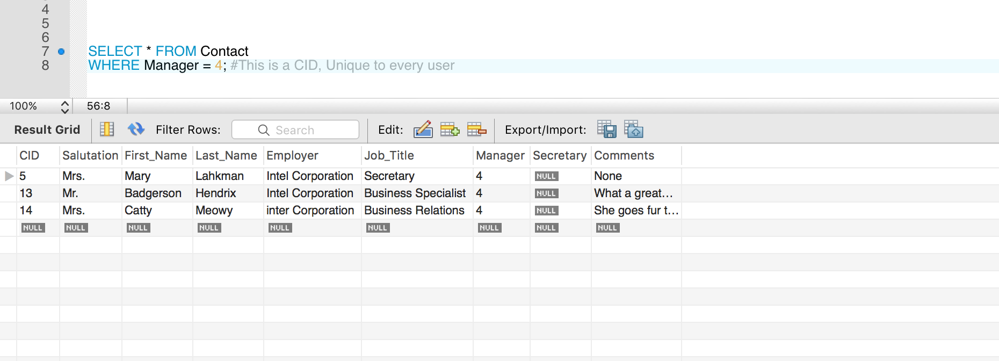 4
5
6
7 SELECT * FROM Contact
8 WHERE Manager = 4; #This is a CID, Unique to every user
100% 56:8
Result Grid Filter Rows: Search Edit: Export/Import:
CID Salutation First_Name Last_Name Employer Job_Title Manager Secretary Comments
5 Mrs. Mary Lahkman Intel Corporation Secretary 4 NULL None
13 Mr. Badgerson Hendrix Intel Corporation Business Specialist 4 NULL What a great...
14 Mrs. Catty Meowy inter Corporation Business Relations 4 NULL She goes fur t...
NULL NULL NULL NULL NULL NULL NULL NULL NULL